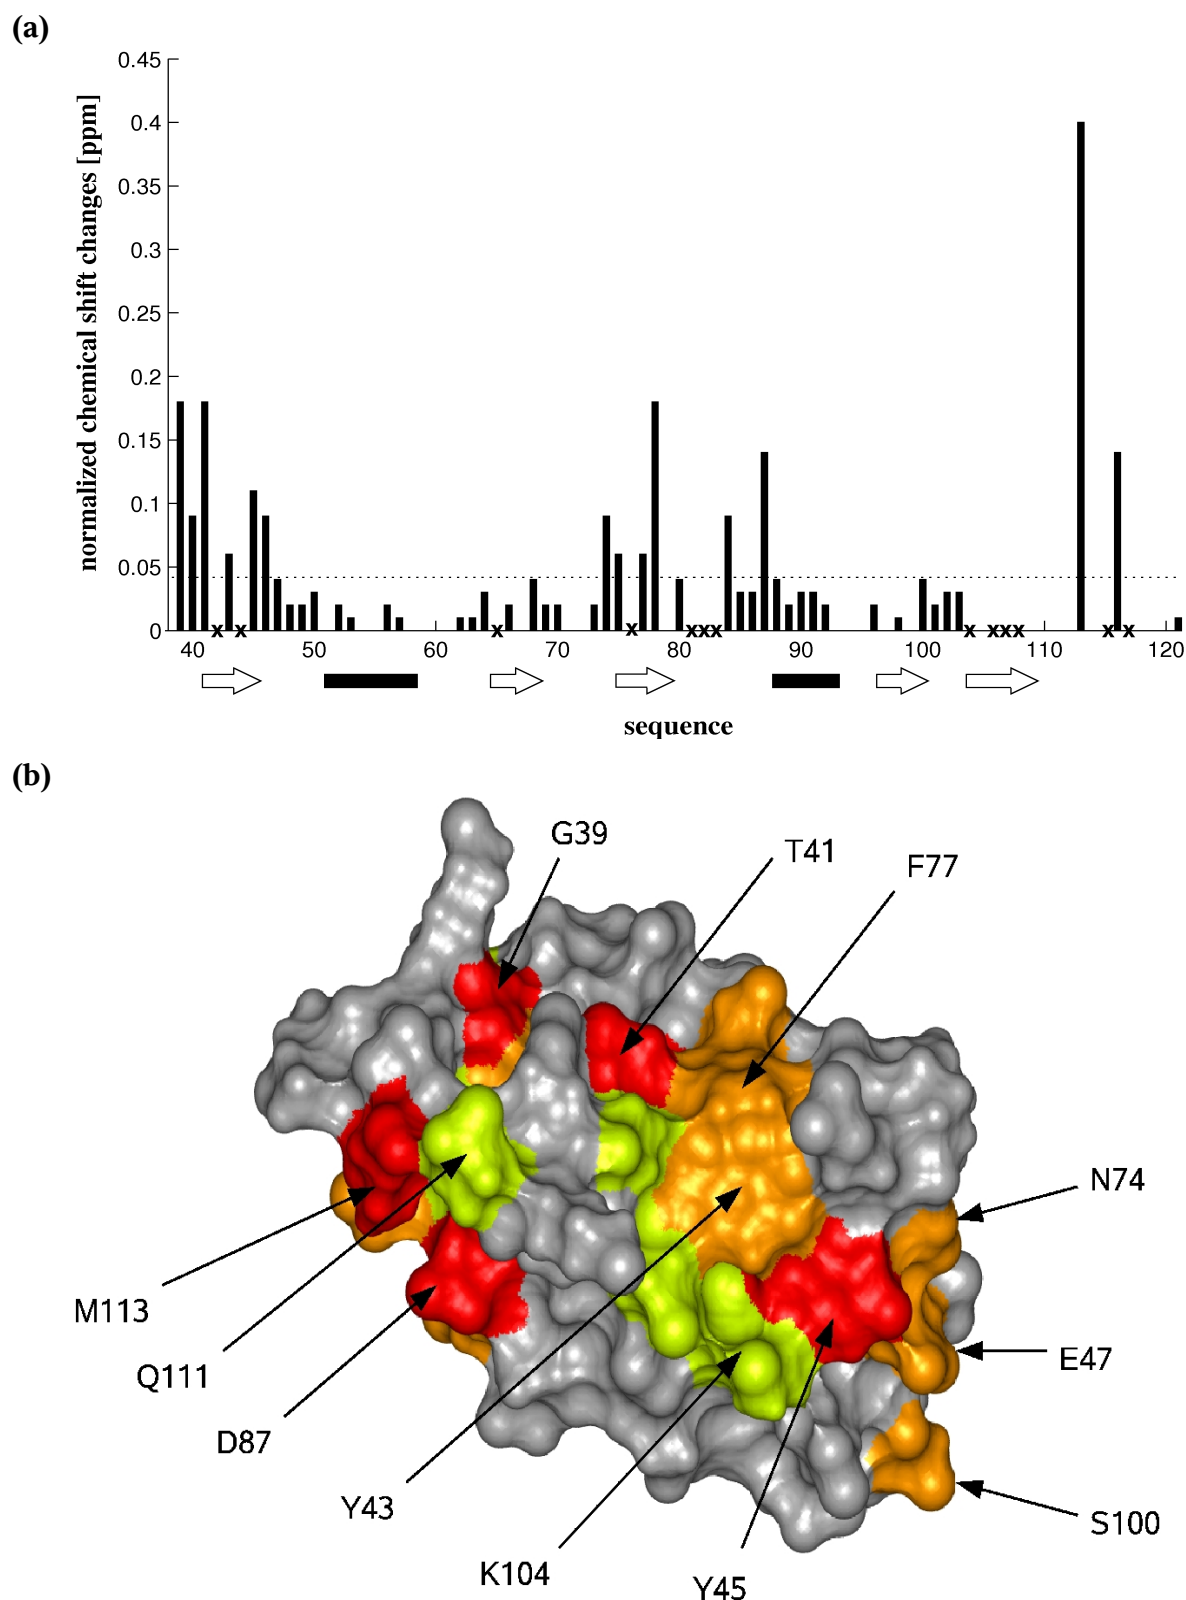 (a)
normalized chemical shift changes [ppm]
0.45
0.4
0.35
0.3
0.25
0.2
0.15
0.1
0.05
0
x x x x x x x x x x x x x
40 50 60 70 80 90 100 110 120
sequence
(b)
G39
T41
F77
N74
M113
E47
Q111
D87
Y43
S100
K104
Y45